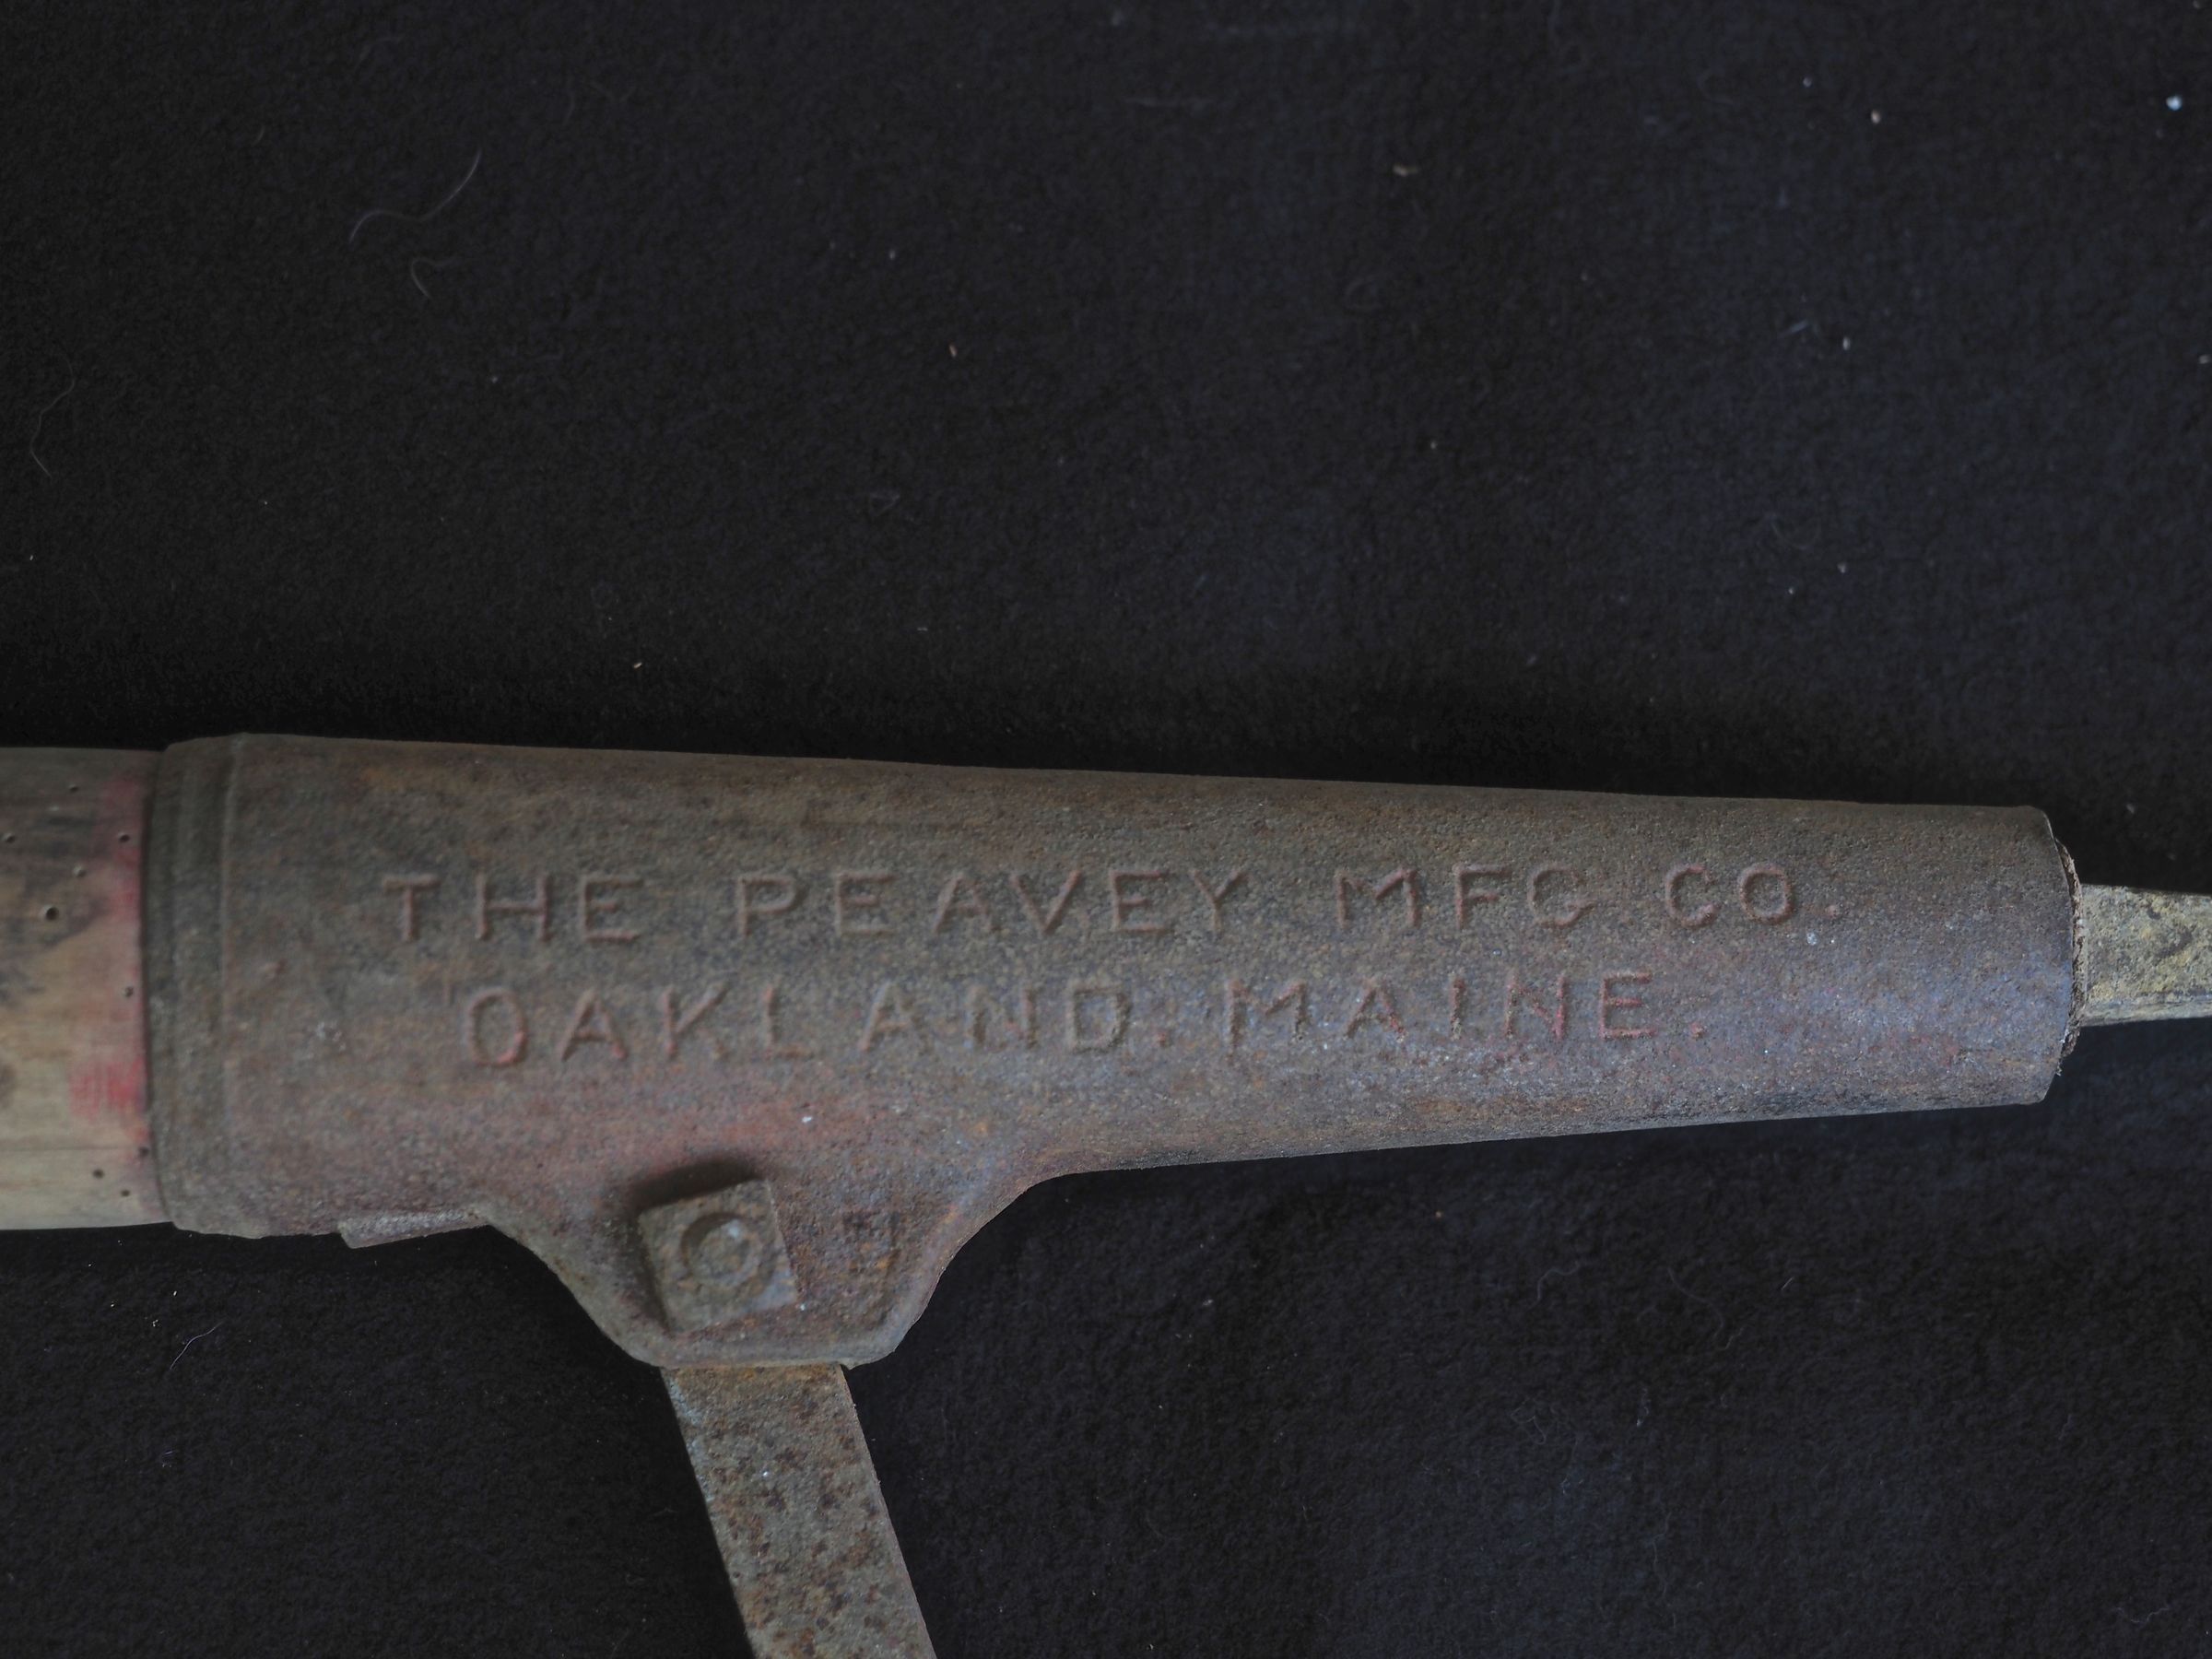 THE PEAVEY MFG. CO.
OAKLAND. MAINE.